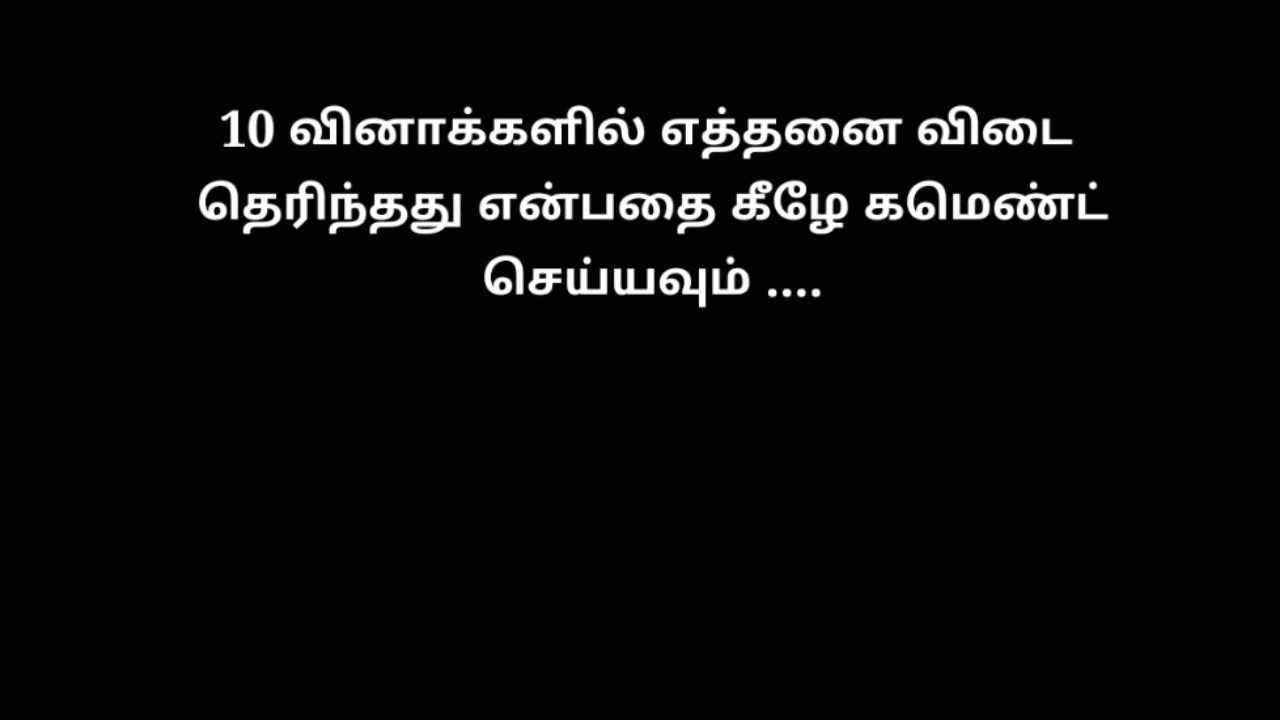 10 வினாக்களில் எத்தனை விடை
தெரிந்தது என்பதை கீழே கமெண்ட்
செய்யவும் ....